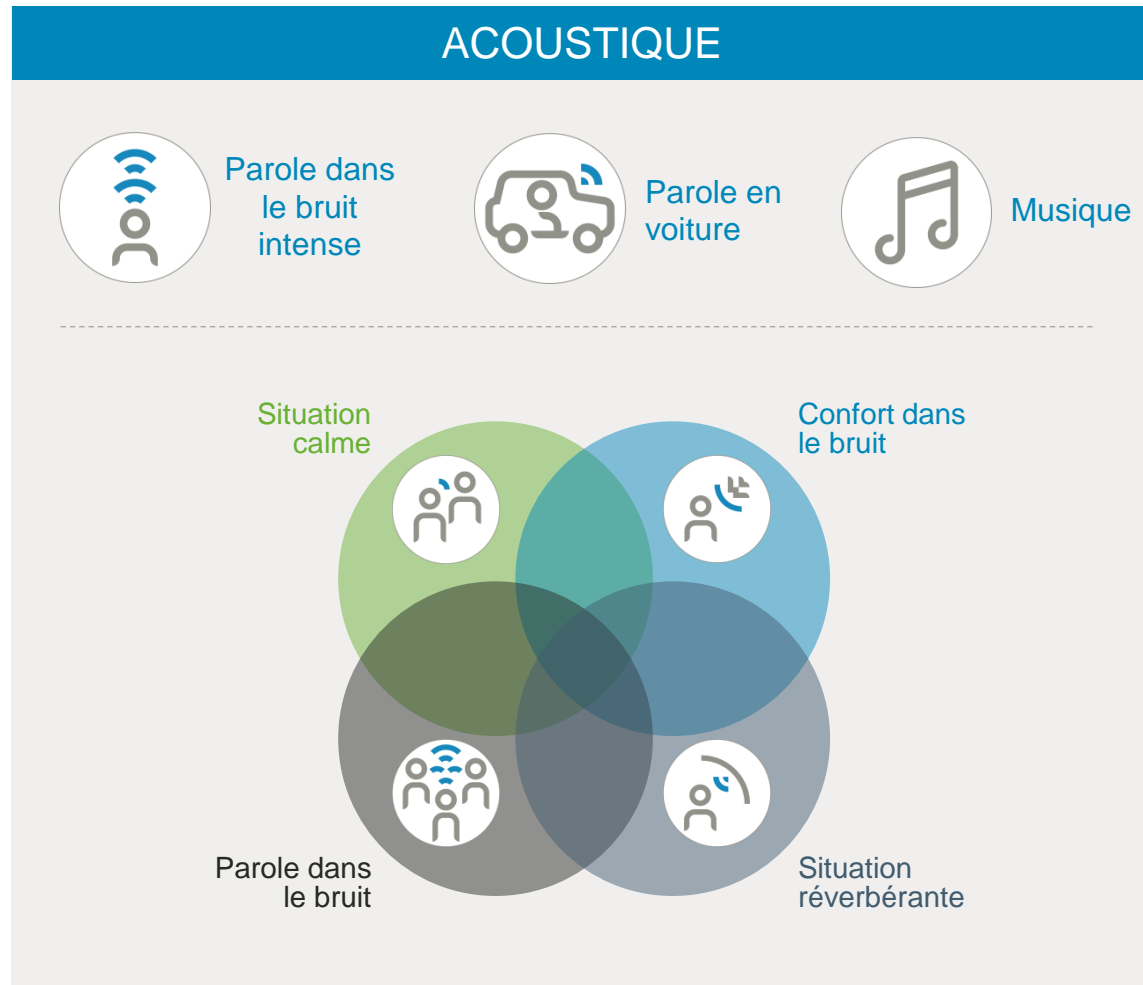 ACOUSTIQUE
Parole dans
le bruit
intense
Parole en
voiture
Musique
Situation
calme
Confort dans
le bruit
Parole dans
le bruit
Situation
réverbérante